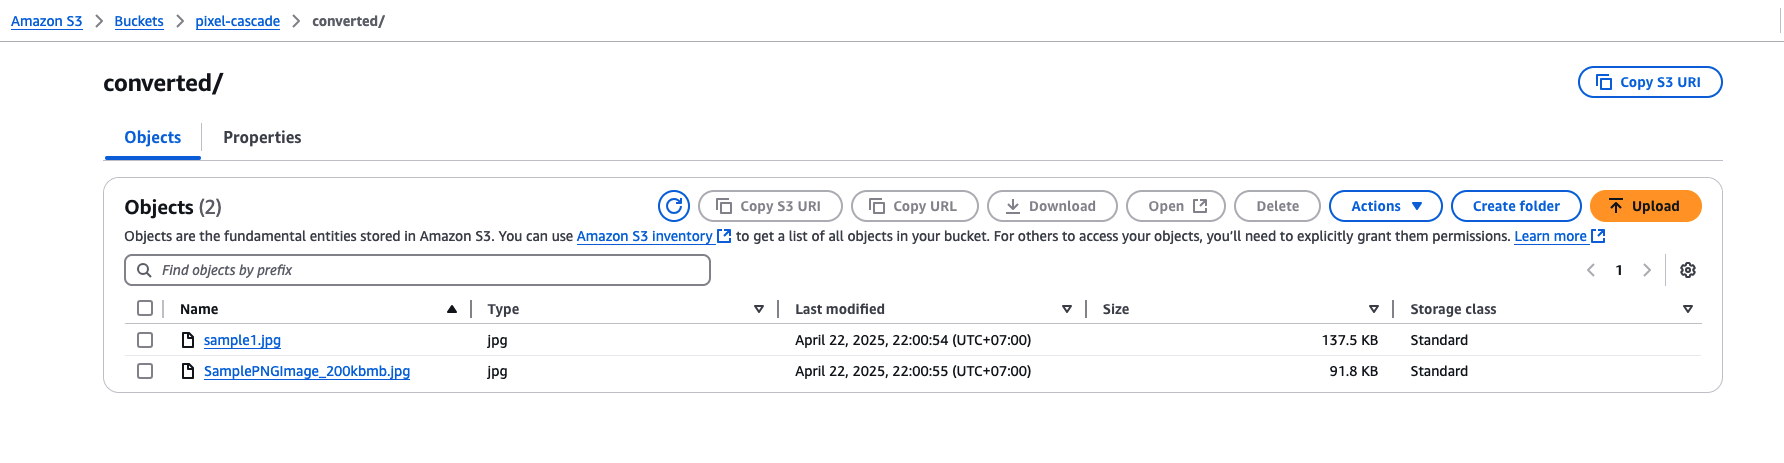 Amazon S3 > Buckets > pixel-cascade > converted/
converted/
Copy S3 URI
Objects Properties
Objects (2)
Copy S3 URI Copy URL Download Open Delete Actions Create folder Upload
Objects are the fundamental entities stored in Amazon S3. You can use Amazon S3 inventory to get a list of all objects in your bucket. For others to access your objects, you’ll need to explicitly grant them permissions. Learn more
Find objects by prefix
1
Name Type Last modified Size Storage class
sample1.jpg jpg April 22, 2025, 22:00:54 (UTC+07:00) 137.5 KB Standard
SamplePNGImage_200kbmb.jpg jpg April 22, 2025, 22:00:55 (UTC+07:00) 91.8 KB Standard